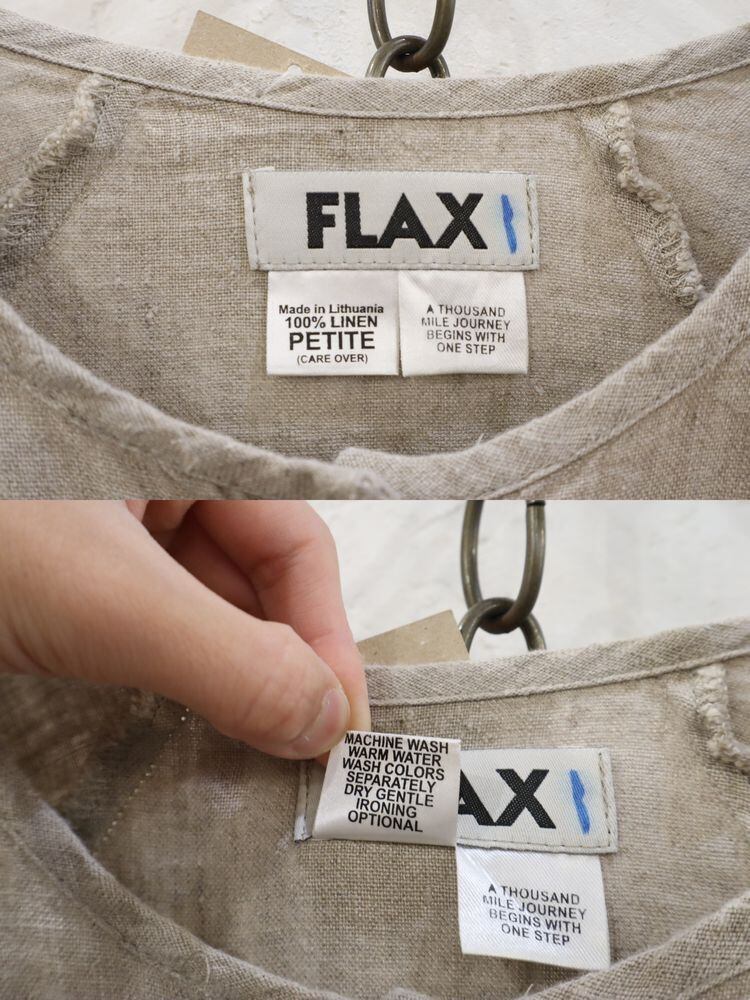 FLAX
Made in Lithuania
100% LINEN
PETITE
(CARE OVER)
A THOUSAND
MILE JOURNEY
BEGINS WITH
ONE STEP
MACHINE WASH
WARM WATER
WASH COLORS
SEPARATELY
DRY GENTLE
IRONING
OPTIONAL
AX
A THOUSAND
MILE JOURNEY
BEGINS WITH
ONE STEP